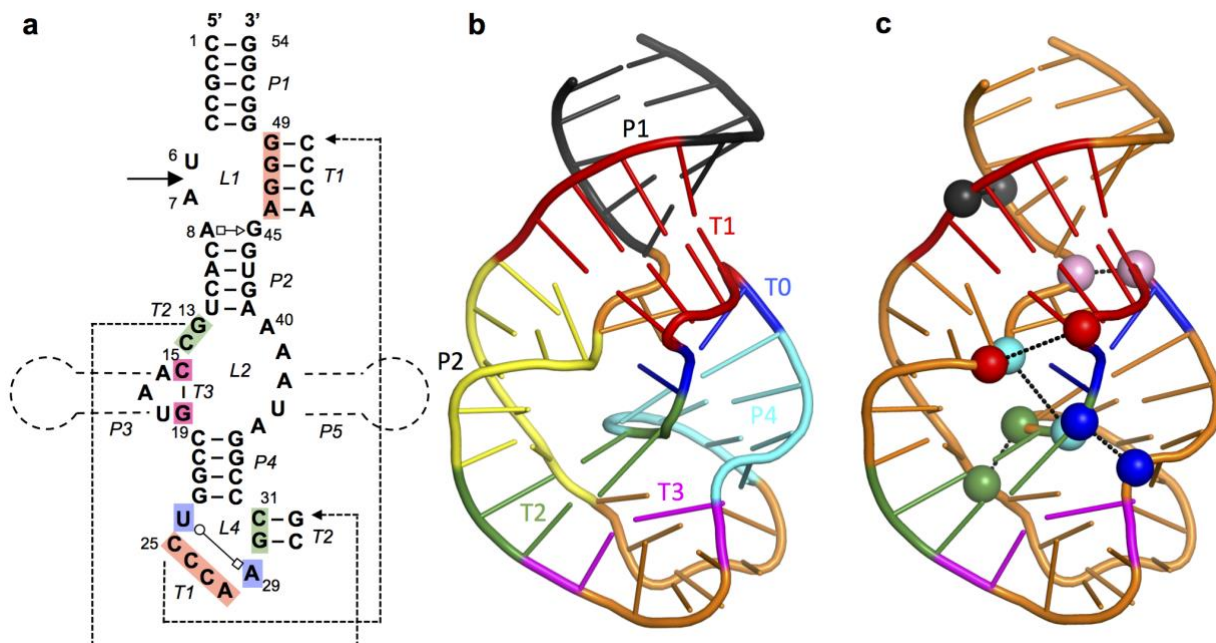 a b c
5’ 3’
1 C–G 54
C–G
G–C P1
C–G
C–G
49
G–C
6 U G–C
L1 G–C T1
7 A A–A
8 A G 45
C–G
A–U P2
C–G
T2 U–A
13 G A 40
C A
15 A C L2 A
A T3
P3 U G U P5
19 A
C–G
C–G P4
G–C
G–C
U L4 31 C–G
25 C G–C T2
C A 29
C
T1 A
P1
T1
T0
P2
P4
T3
T2